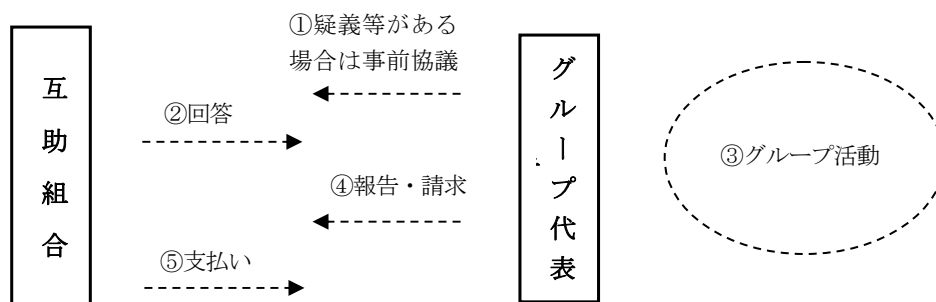 互助組合
①疑義等がある
場合は事前協議
②回答
④報告・請求
⑤支払い
グループ代表
③グループ活動